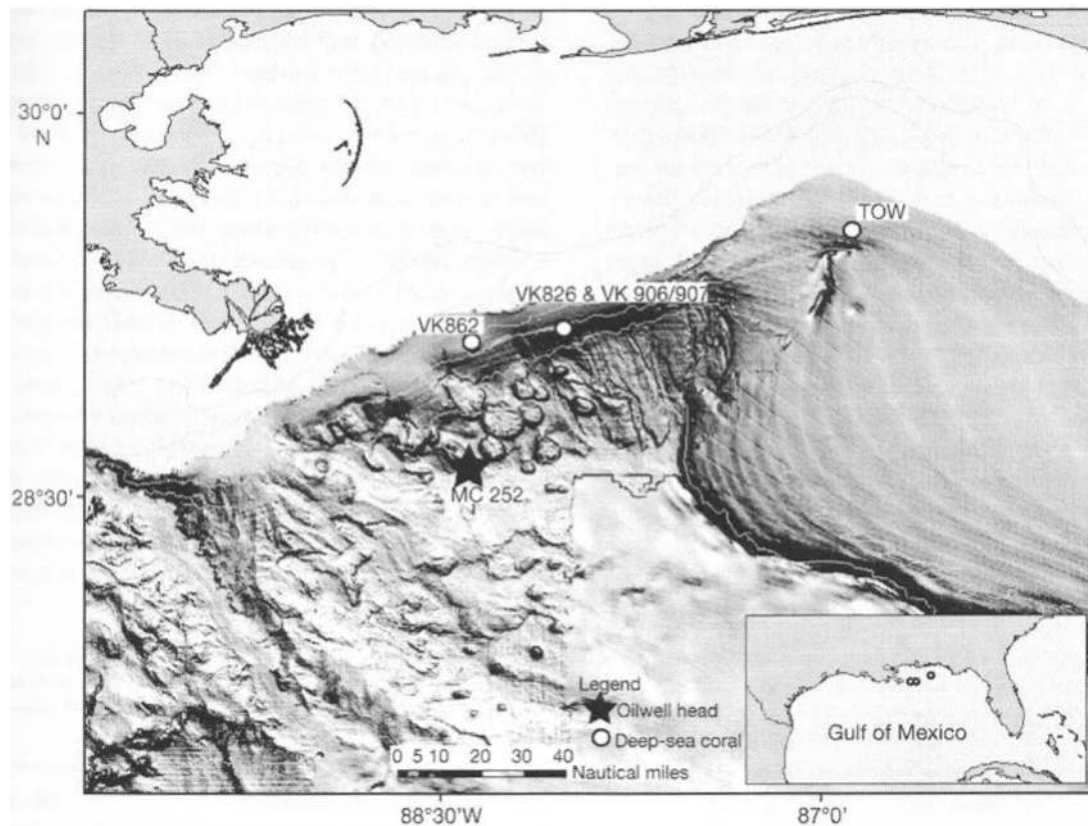 30°0'
N
TOW
VK826 & VK 906/907
VK862
MC 252
28°30'
Legend
Oilwell head
Deep-sea coral
0 5 10 20 30 40
Nautical miles
Gulf of Mexico
88°30'W
87°0'